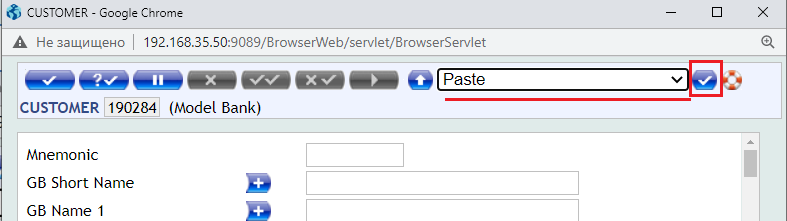 CUSTOMER - Google Chrome
Не защищено 192.168.35.50:9089/BrowserWeb/servlet/BrowserServlet
Paste
CUSTOMER 190284 (Model Bank)
Mnemonic
GB Short Name
GB Name 1